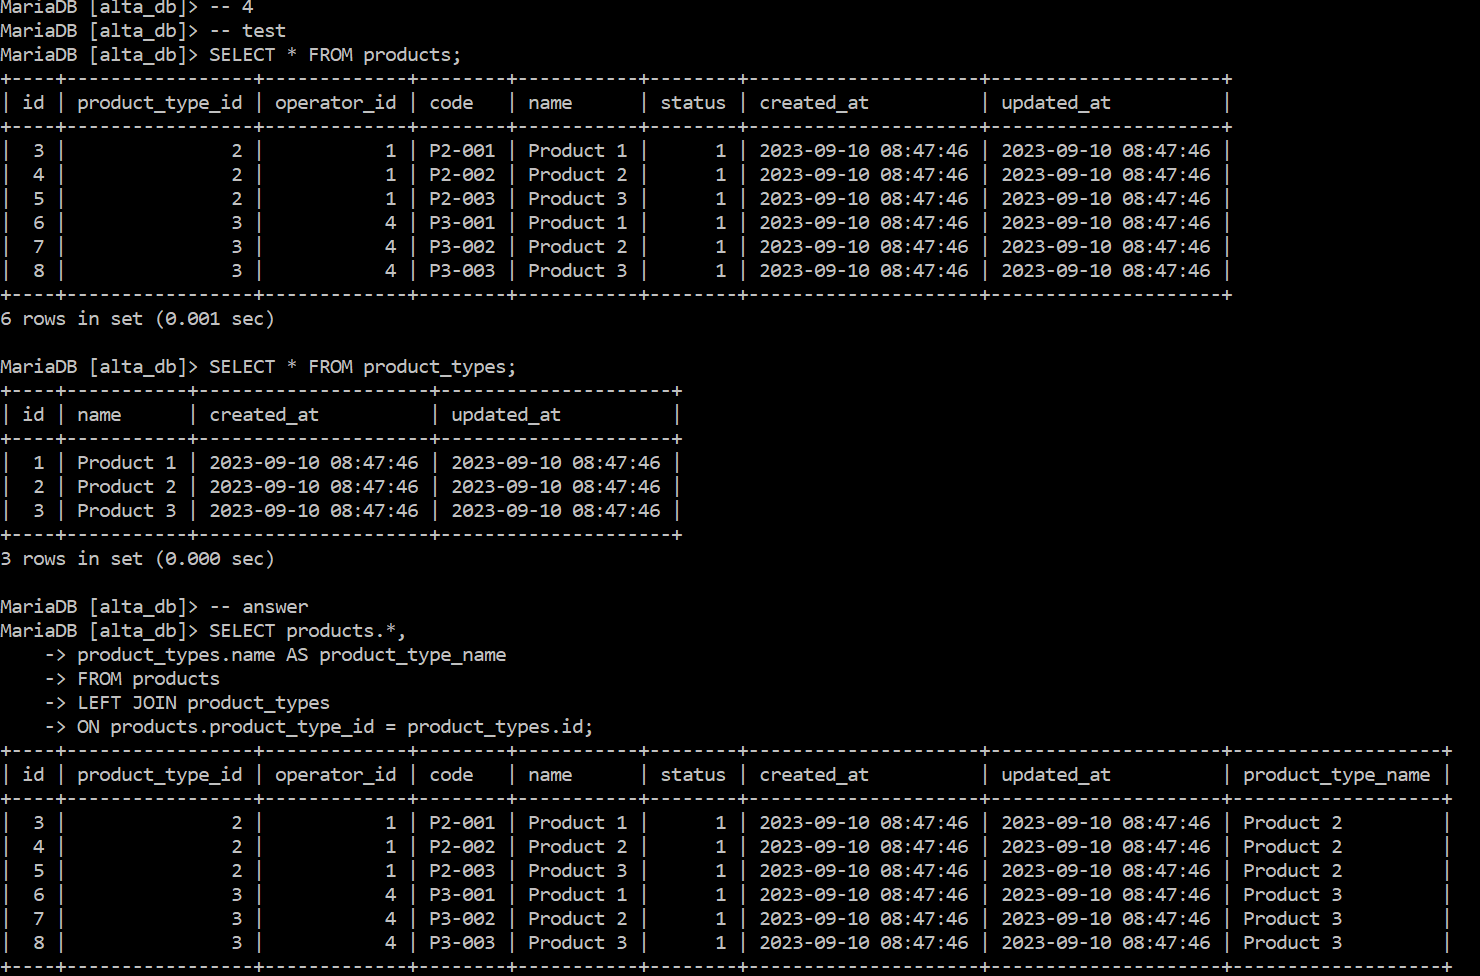 MariaDB [alta_db]> -- 4
MariaDB [alta_db]> -- test
MariaDB [alta_db]> SELECT * FROM products;
+----+-----------------+-------------+--------+-----------+--------+---------------------+---------------------+
| id | product_type_id | operator_id | code   | name      | status | created_at          | updated_at          |
+----+-----------------+-------------+--------+-----------+--------+---------------------+---------------------+
|  3 |               2 |           1 | P2-001 | Product 1 |      1 | 2023-09-10 08:47:46 | 2023-09-10 08:47:46 |
|  4 |               2 |           1 | P2-002 | Product 2 |      1 | 2023-09-10 08:47:46 | 2023-09-10 08:47:46 |
|  5 |               2 |           1 | P2-003 | Product 3 |      1 | 2023-09-10 08:47:46 | 2023-09-10 08:47:46 |
|  6 |               3 |           4 | P3-001 | Product 1 |      1 | 2023-09-10 08:47:46 | 2023-09-10 08:47:46 |
|  7 |               3 |           4 | P3-002 | Product 2 |      1 | 2023-09-10 08:47:46 | 2023-09-10 08:47:46 |
|  8 |               3 |           4 | P3-003 | Product 3 |      1 | 2023-09-10 08:47:46 | 2023-09-10 08:47:46 |
+----+-----------------+-------------+--------+-----------+--------+---------------------+---------------------+
6 rows in set (0.001 sec)

MariaDB [alta_db]> SELECT * FROM product_types;
+----+-----------+---------------------+---------------------+
| id | name      | created_at          | updated_at          |
+----+-----------+---------------------+---------------------+
|  1 | Product 1 | 2023-09-10 08:47:46 | 2023-09-10 08:47:46 |
|  2 | Product 2 | 2023-09-10 08:47:46 | 2023-09-10 08:47:46 |
|  3 | Product 3 | 2023-09-10 08:47:46 | 2023-09-10 08:47:46 |
+----+-----------+---------------------+---------------------+
3 rows in set (0.000 sec)

MariaDB [alta_db]> -- answer
MariaDB [alta_db]> SELECT products.*,
    -> product_types.name AS product_type_name
    -> FROM products
    -> LEFT JOIN product_types
    -> ON products.product_type_id = product_types.id;
+----+-----------------+-------------+--------+-----------+--------+---------------------+---------------------+-------------------+
| id | product_type_id | operator_id | code   | name      | status | created_at          | updated_at          | product_type_name |
+----+-----------------+-------------+--------+-----------+--------+---------------------+---------------------+-------------------+
|  3 |               2 |           1 | P2-001 | Product 1 |      1 | 2023-09-10 08:47:46 | 2023-09-10 08:47:46 | Product 2         |
|  4 |               2 |           1 | P2-002 | Product 2 |      1 | 2023-09-10 08:47:46 | 2023-09-10 08:47:46 | Product 2         |
|  5 |               2 |           1 | P2-003 | Product 3 |      1 | 2023-09-10 08:47:46 | 2023-09-10 08:47:46 | Product 2         |
|  6 |               3 |           4 | P3-001 | Product 1 |      1 | 2023-09-10 08:47:46 | 2023-09-10 08:47:46 | Product 3         |
|  7 |               3 |           4 | P3-002 | Product 2 |      1 | 2023-09-10 08:47:46 | 2023-09-10 08:47:46 | Product 3         |
|  8 |               3 |           4 | P3-003 | Product 3 |      1 | 2023-09-10 08:47:46 | 2023-09-10 08:47:46 | Product 3         |
+----+-----------------+-------------+--------+-----------+--------+---------------------+---------------------+-------------------+